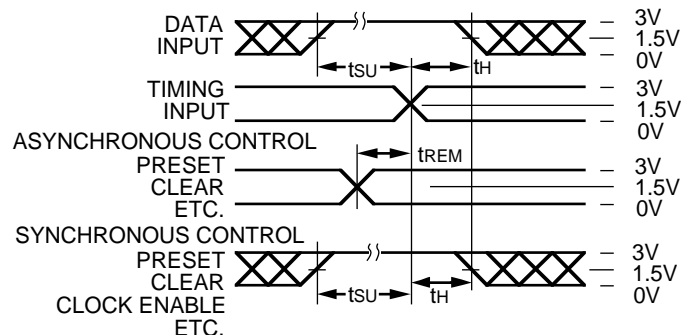 DATA
INPUT
3V
1.5V
0V
tSU
tH
TIMING
INPUT
3V
1.5V
0V
ASYNCHRONOUS CONTROL
PRESET
CLEAR
ETC.
tREM
3V
1.5V
0V
SYNCHRONOUS CONTROL
PRESET
CLEAR
CLOCK ENABLE
ETC.
tSU
tH
3V
1.5V
0V